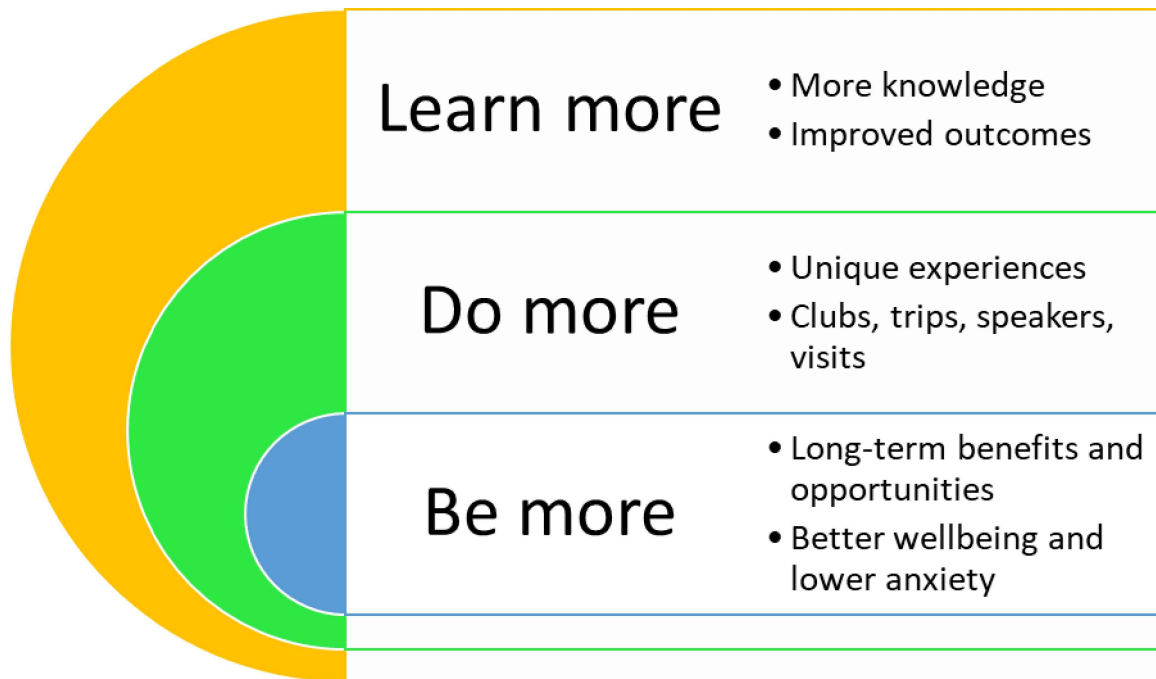 Learn more
• More knowledge
• Improved outcomes
Do more
• Unique experiences
• Clubs, trips, speakers,
visits
Be more
• Long-term benefits and
opportunities
• Better wellbeing and
lower anxiety